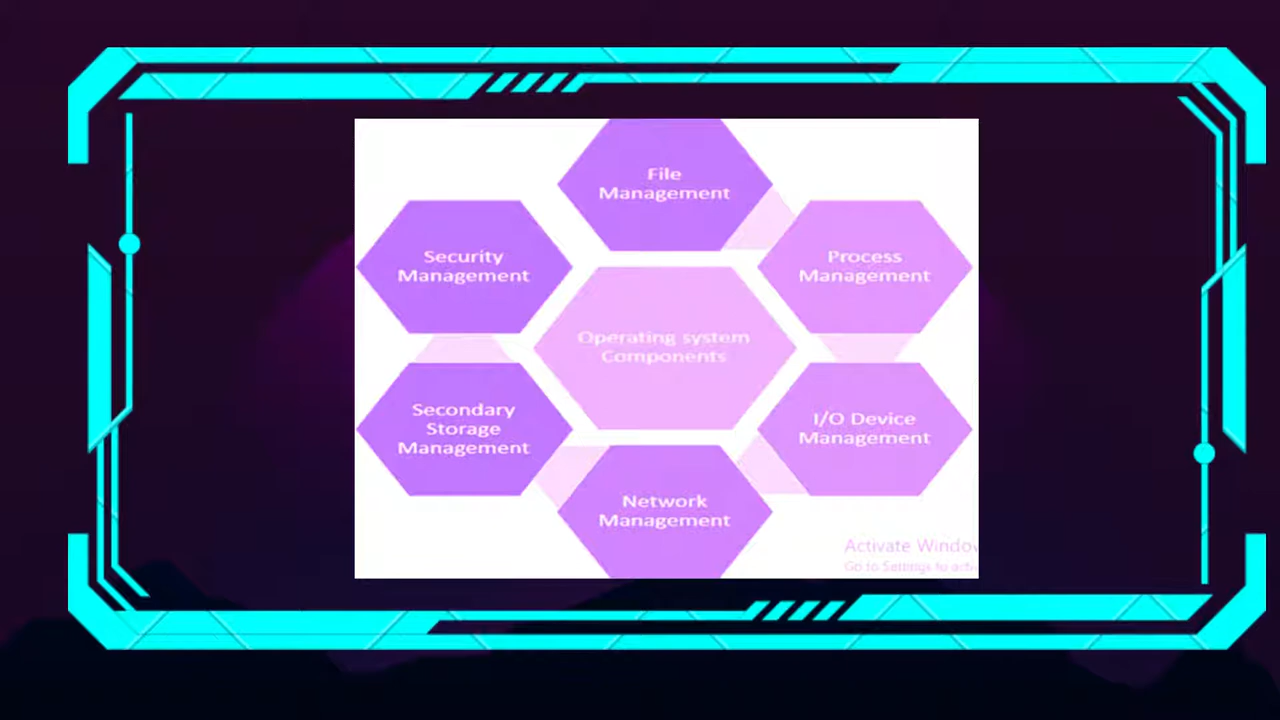 File
Management
Security
Management
Process
Management
Operating system
Components
Secondary
Storage
Management
I/O Device
Management
Network
Management
Activate Window
Go to Settings to acti